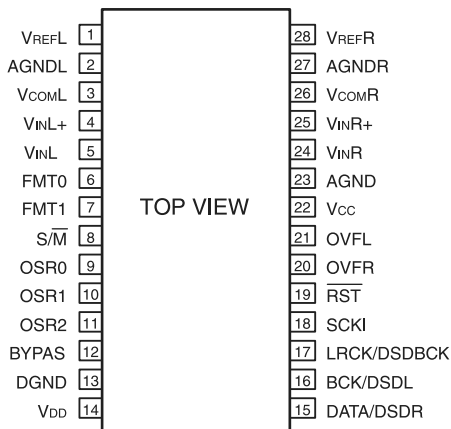 VREFL 1 28 VREFR
AGNDL 2 27 AGNDR
VCOML 3 26 VCOMR
VINL+ 4 25 VINR+
VINL 5 24 VINR
FMT0 6 23 AGND
FMT1 7 TOP VIEW 22 VCC
S/M̅ 8 21 OVFL
OSR0 9 20 OVFR
OSR1 10 19 R̅S̅T̅
OSR2 11 18 SCKI
BYPAS 12 17 LRCK/DSDBCK
DGND 13 16 BCK/DSDL
VDD 14 15 DATA/DSDR